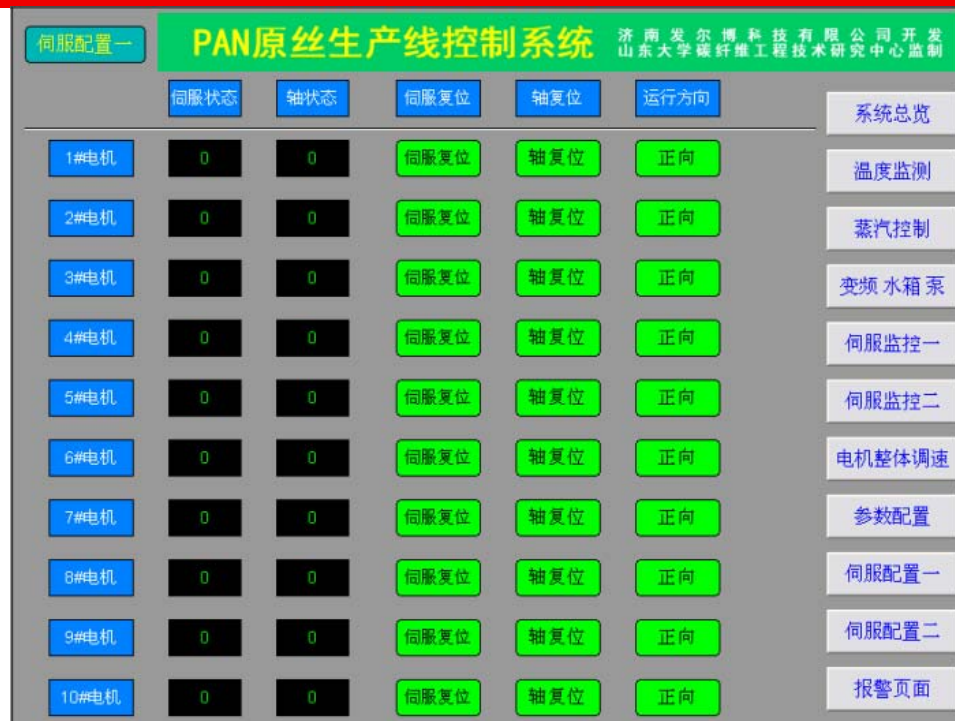 伺服配置一
PAN原丝生产线控制系统
济南发尔博科技有限公司开发
山东大学碳纤维工程技术研究中心监制
伺服状态 轴状态 伺服复位 轴复位 运行方向
1#电机 0 0 伺服复位 轴复位 正向
2#电机 0 0 伺服复位 轴复位 正向
3#电机 0 0 伺服复位 轴复位 正向
4#电机 0 0 伺服复位 轴复位 正向
5#电机 0 0 伺服复位 轴复位 正向
6#电机 0 0 伺服复位 轴复位 正向
7#电机 0 0 伺服复位 轴复位 正向
8#电机 0 0 伺服复位 轴复位 正向
9#电机 0 0 伺服复位 轴复位 正向
10#电机 0 0 伺服复位 轴复位 正向
系统总览
温度监测
蒸汽控制
变频 水箱 泵
伺服监控一
伺服监控二
电机整体调速
参数配置
伺服配置一
伺服配置二
报警页面